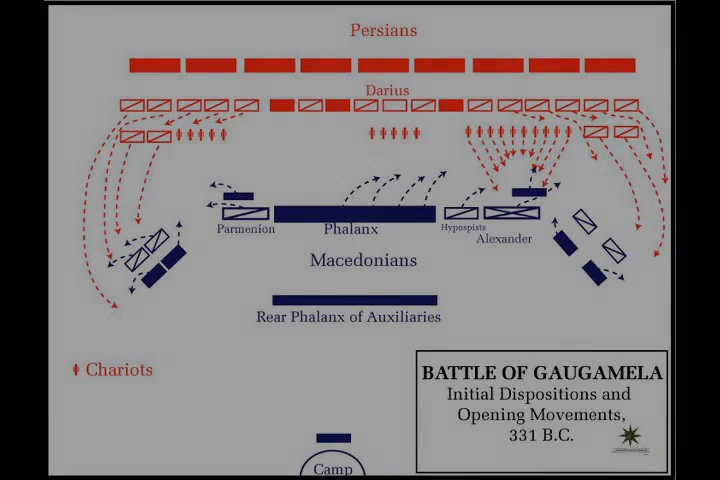 Persians
Darius
Parmenion
Phalanx
Hypospists
Alexander
Macedonians
Rear Phalanx of Auxiliaries
Chariots
BATTLE OF GAUGAMELA
Initial Dispositions and
Opening Movements,
331 B.C.
Camp